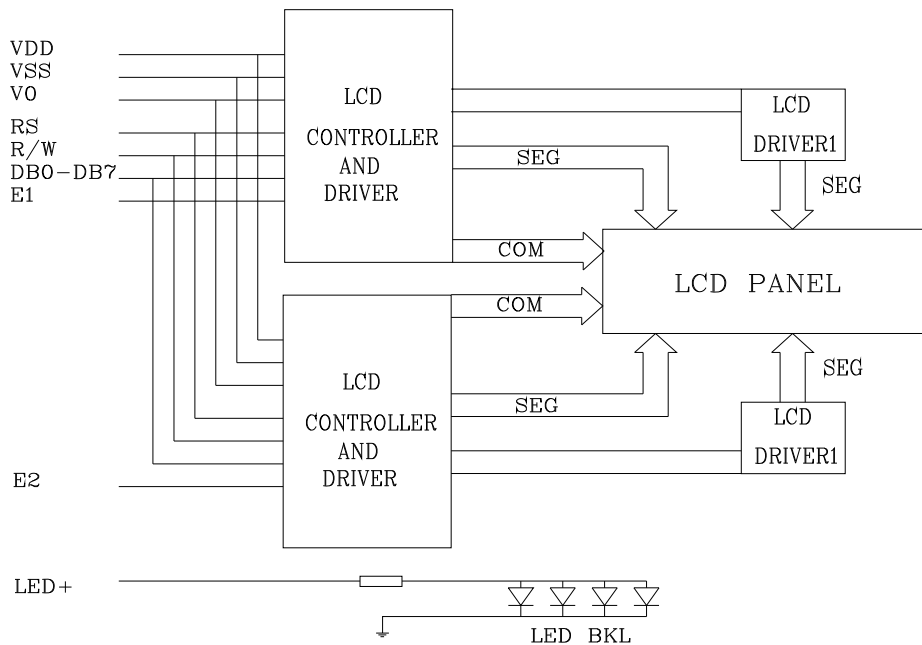 VDD
VSS
V0
RS
R/W
DB0-DB7
E1
LCD
CONTROLLER
AND
DRIVER
SEG
COM
LCD
DRIVER1
SEG
LCD PANEL
COM
SEG
LCD
CONTROLLER
AND
DRIVER
SEG
LCD
DRIVER1
E2
LED+
LED BKL